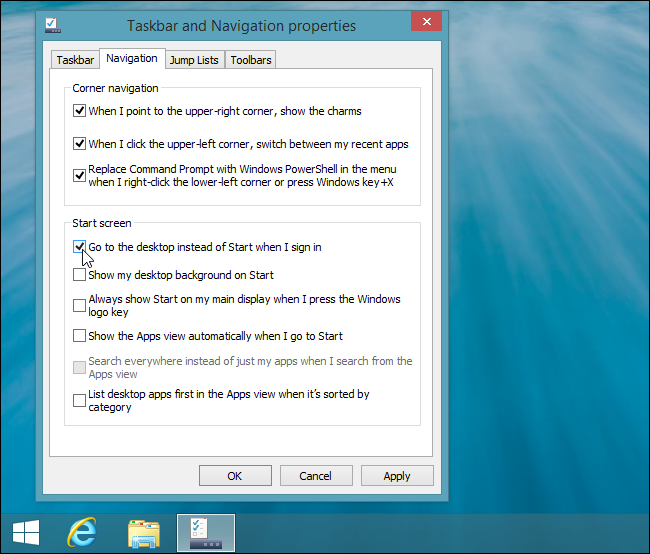 Taskbar and Navigation properties
Taskbar
Navigation
Jump Lists
Toolbars
Corner navigation
When I point to the upper-right corner, show the charms
When I click the upper-left corner, switch between my recent apps
Replace Command Prompt with Windows PowerShell in the menu
when I right-click the lower-left corner or press Windows key+X
Start screen
Go to the desktop instead of Start when I sign in
Show my desktop background on Start
Always show Start on my main display when I press the Windows
logo key
Show the Apps view automatically when I go to Start
Search everywhere instead of just my apps when I search from the
Apps view
List desktop apps first in the Apps view when it's sorted by
category
OK
Cancel
Apply